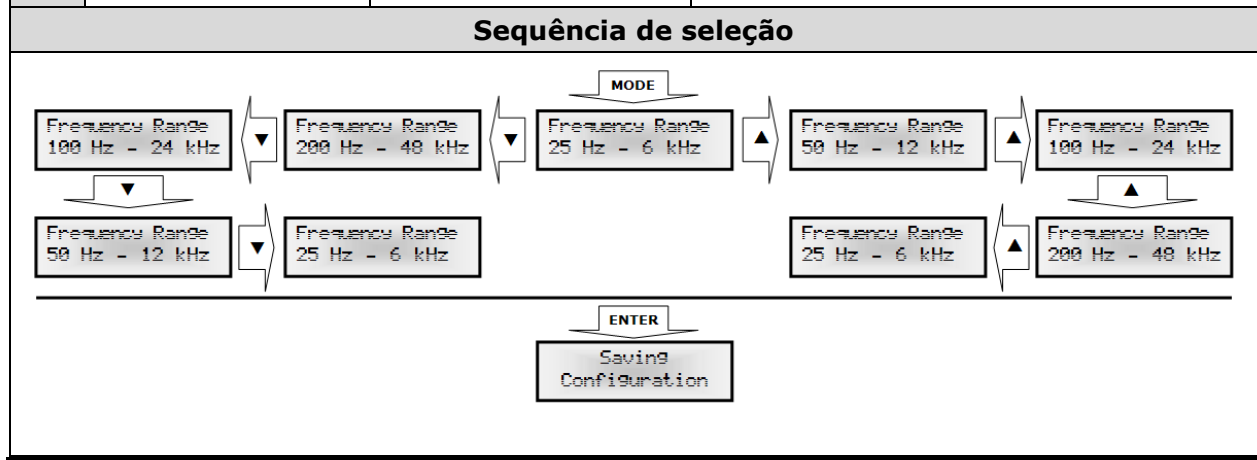 Sequência de seleção
MODE
Frequency Range
100 Hz - 24 kHz
▼
Frequency Range
200 Hz - 48 kHz
▼
Frequency Range
25 Hz - 6 kHz
▲
Frequency Range
50 Hz - 12 kHz
▲
Frequency Range
100 Hz - 24 kHz
▼
▲
Frequency Range
50 Hz - 12 kHz
▼
Frequency Range
25 Hz - 6 kHz
Frequency Range
25 Hz - 6 kHz
▲
Frequency Range
200 Hz - 48 kHz
ENTER
Saving
Configuration